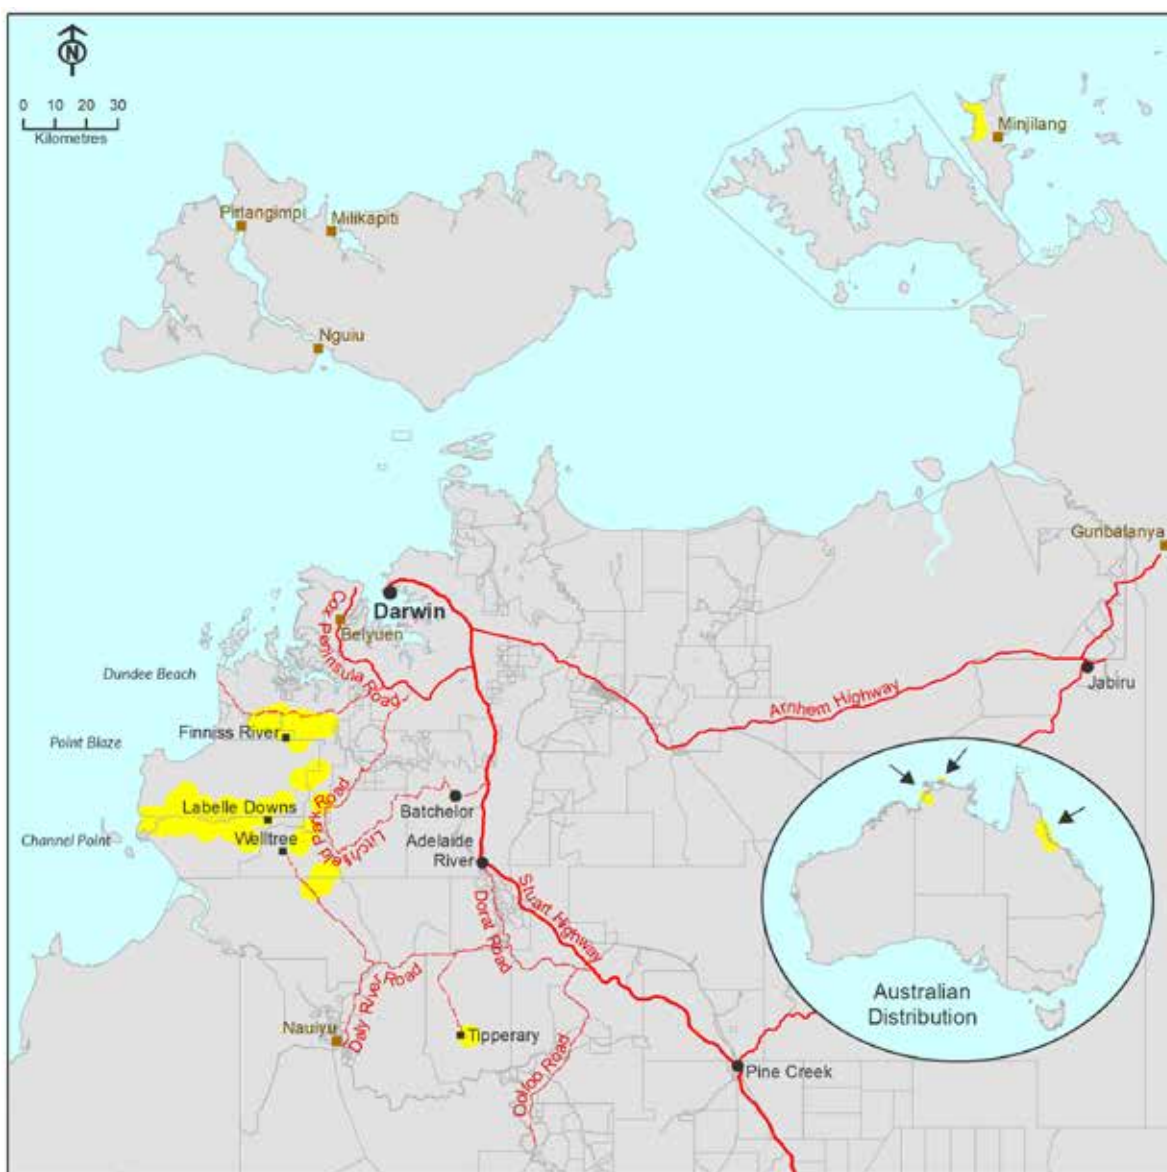 N
0 10 20 30
Kilometres
Minjilang
Pirlangimpi
Milikapiti
Nguiu
Gunbalanya
Darwin
Belyuen
Cox Peninsula Road
Dundee Beach
Jabiru
Arnhem Highway
Finniss River
Point Blaze
Labelle Downs
Batchelor
Litchfield Park Road
Channel Point
Welltree
Adelaide
River
Stuart Highway
Dorat Road
Daly River
Road
Australian
Distribution
Nauiyu
Tipperary
Oolloo Road
Pine Creek